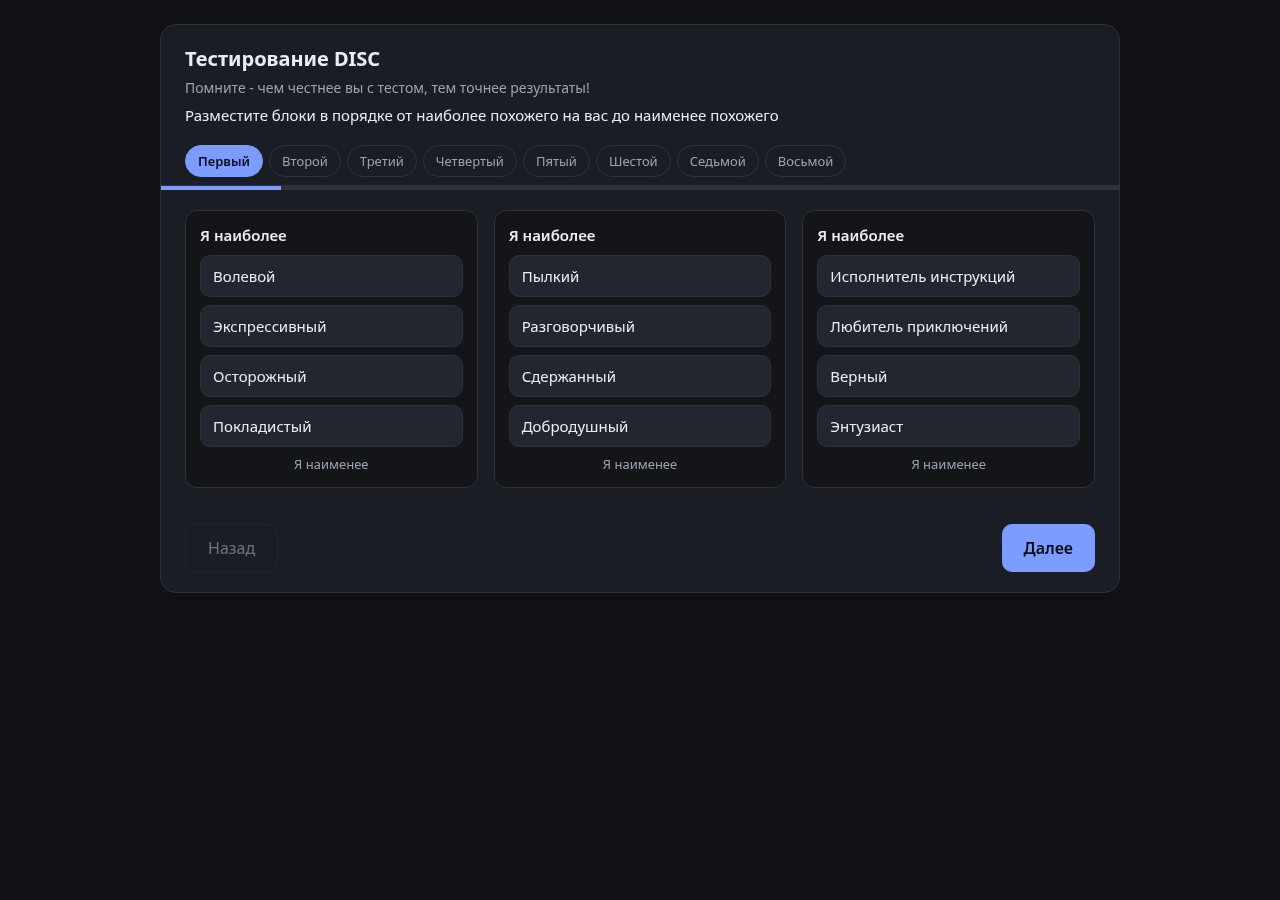 Тестирование DISC
Помните - чем честнее вы с тестом, тем точнее результаты!
Разместите блоки в порядке от наиболее похожего на вас до наименее похожего
Первый Второй Третий Четвертый Пятый Шестой Седьмой Восьмой
Я наиболее
Волевой
Экспрессивный
Осторожный
Покладистый
Я наименее
Я наиболее
Пылкий
Разговорчивый
Сдержанный
Добродушный
Я наименее
Я наиболее
Исполнитель инструкций
Любитель приключений
Верный
Энтузиаст
Я наименее
Назад
Далее